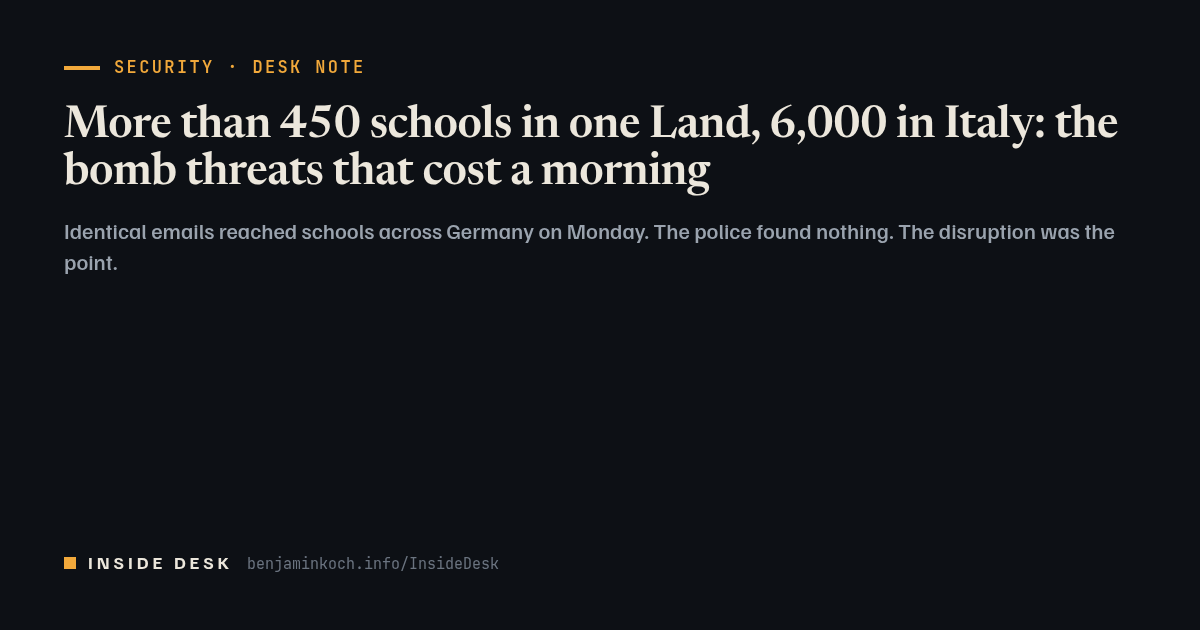 SECURITY · DESK NOTE
More than 450 schools in one Land, 6,000 in Italy: the
bomb threats that cost a morning
Identical emails reached schools across Germany on Monday. The police found nothing. The disruption was the
point.
INSIDE DESK benjaminkoch.info/InsideDesk